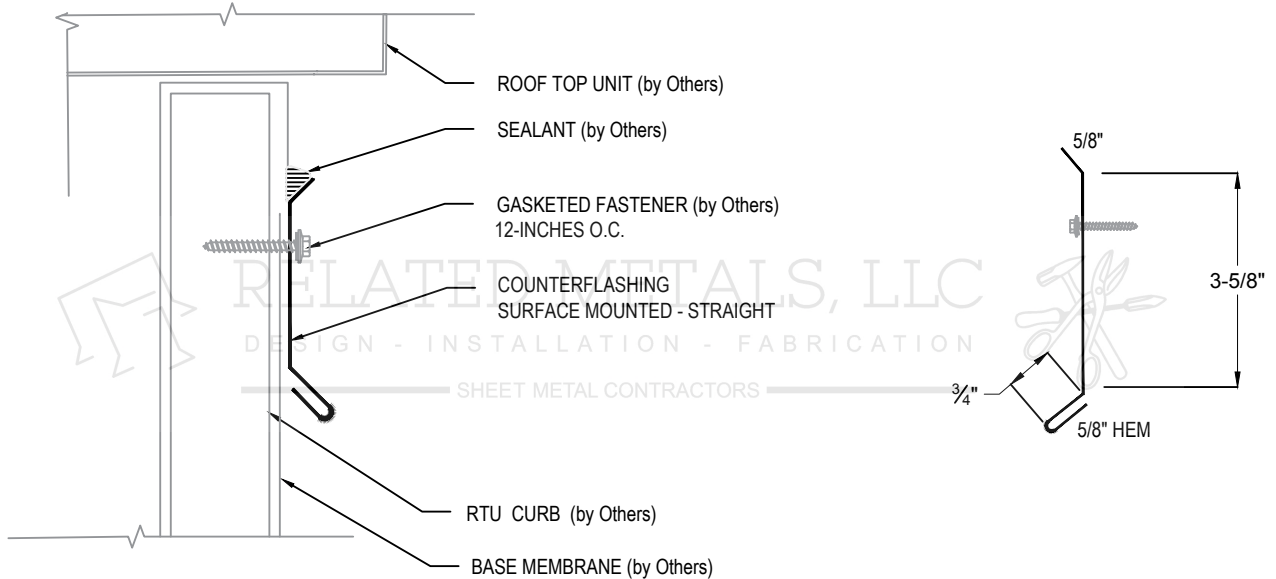 ROOF TOP UNIT (by Others)
SEALANT (by Others)
GASKETED FASTENER (by Others)
12-INCHES O.C.
COUNTERFLASHING
SURFACE MOUNTED - STRAIGHT
RELATED METALS, LLC
DESIGN - INSTALLATION - FABRICATION
SHEET METAL CONTRACTORS
RTU CURB (by Others)
BASE MEMBRANE (by Others)
5/8"
3-5/8"
3/4"
5/8" HEM